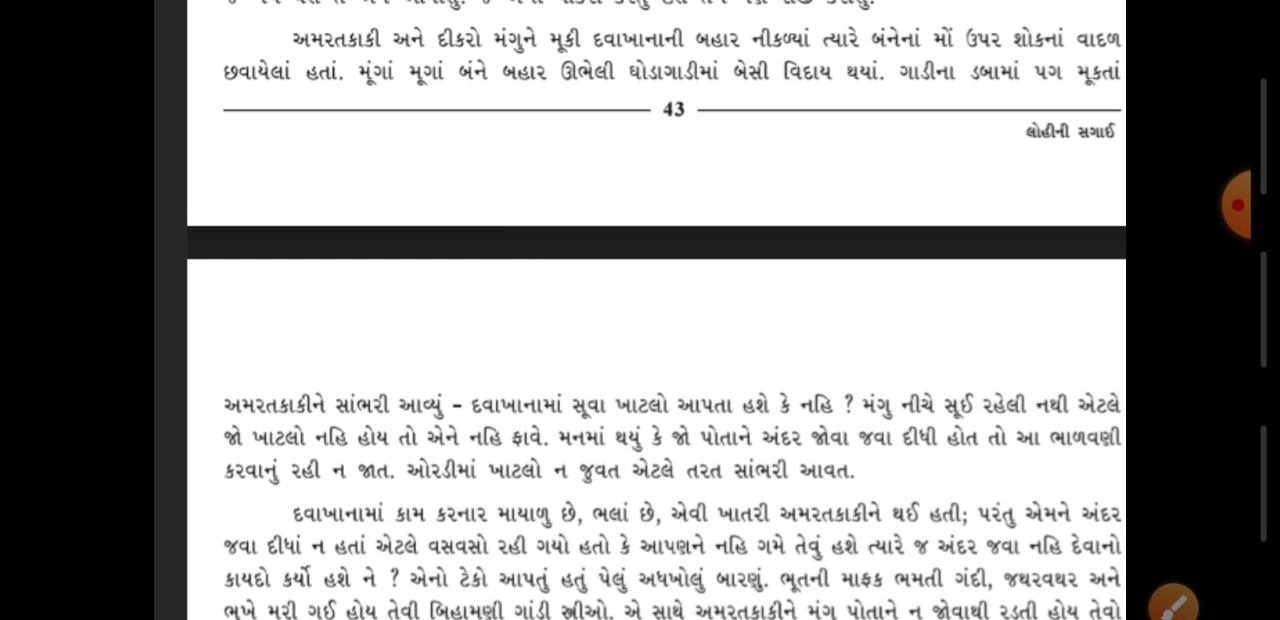 અમરતકાકી અને દીકરો મંગુને મૂકી દવાખાનાની બહાર નીકળ્યાં ત્યારે બંનેનાં મોં ઉપર શોકનાં વાદળ
છવાયેલાં હતાં. મૂંગાં મૂગાં બંને બહાર ઊભેલી ઘોડાગાડીમાં બેસી વિદાય થયાં. ગાડીના ડબામાં પગ મૂકતાં
43
લોહીની સગાઈ
અમરતકાકીને સાંભરી આવ્યું – દવાખાનામાં સૂવા ખાટલો આપતા હશે કે નહિ ? મંગુ નીચે સૂઈ રહેલી નથી એટલે
જો ખાટલો નહિ હોય તો એને નહિ ફાવે. મનમાં થયું કે જો પોતાને અંદર જોવા જવા દીધી હોત તો આ ભાળવણી
કરવાનું રહી ન જાત. ઓરડીમાં ખાટલો ન જુવત એટલે તરત સાંભરી આવત.
દવાખાનામાં કામ કરનાર માયાળુ છે, ભલાં છે, એવી ખાતરી અમરતકાકીને થઈ હતી; પરંતુ એમને અંદર
જવા દીધાં ન હતાં એટલે વસવસો રહી ગયો હતો કે આપણને નહિ ગમે તેવું હશે ત્યારે જ અંદર જવા નહિ દેવાનો
કાયદો કર્યો હશે ને ? એનો ટેકો આપતું હતું પેલું અધખોલું બારણું. ભૂતની માફક ભમતી ગંદી, જથરવથર અને
ભૂખે મરી ગઈ હોય તેવી બિહામણી ગાંડી સ્ત્રીઓ. એ સાથે અમરતકાકીને મંગુ પોતાને ન જોવાથી રડતી હોય તેવો